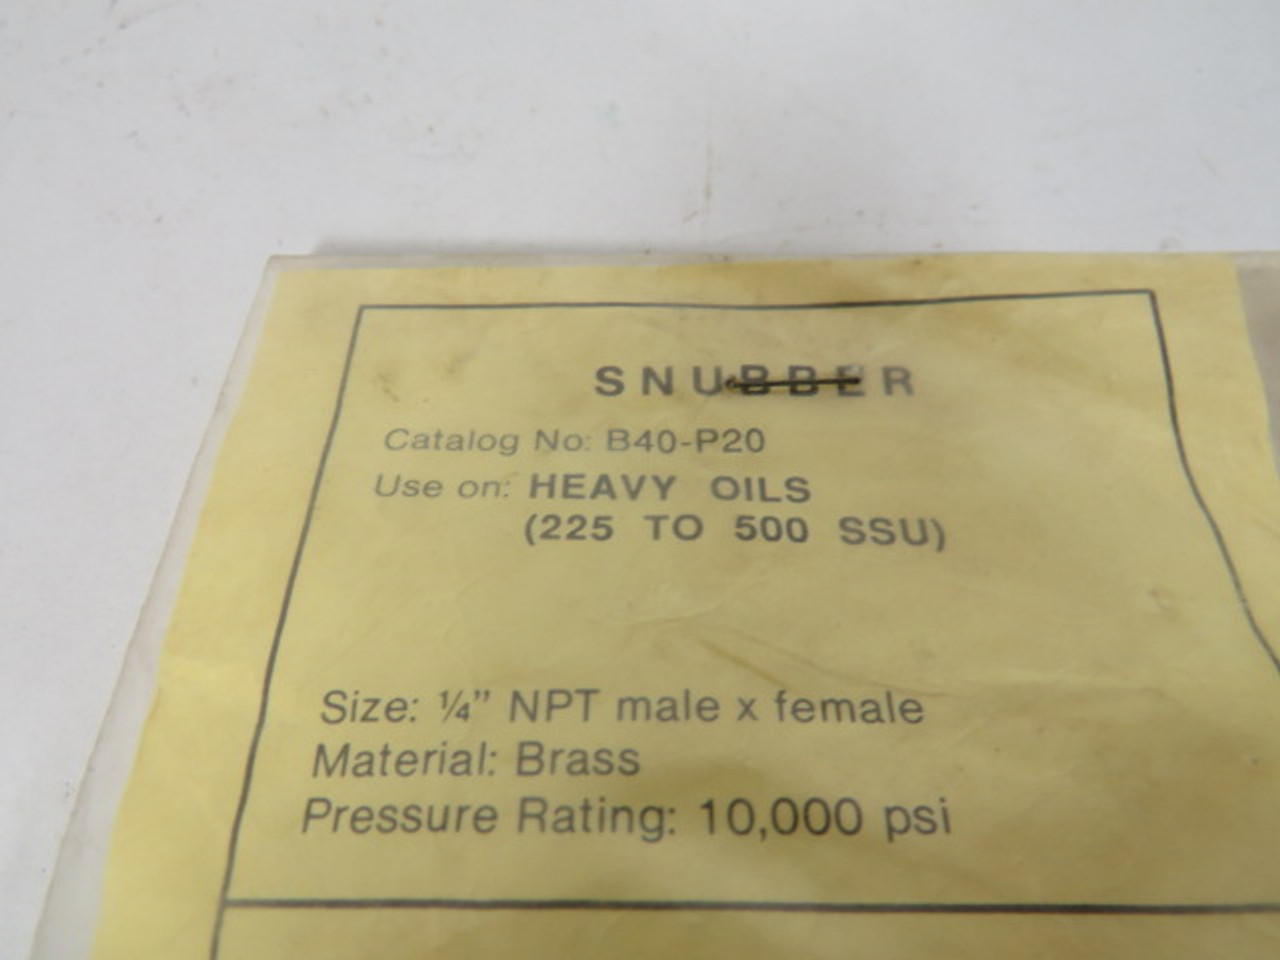 SNUBBER
Catalog No: B40-P20
Use on: HEAVY OILS
(225 TO 500 SSU)
Size: ¼" NPT male x female
Material: Brass
Pressure Rating: 10,000 psi